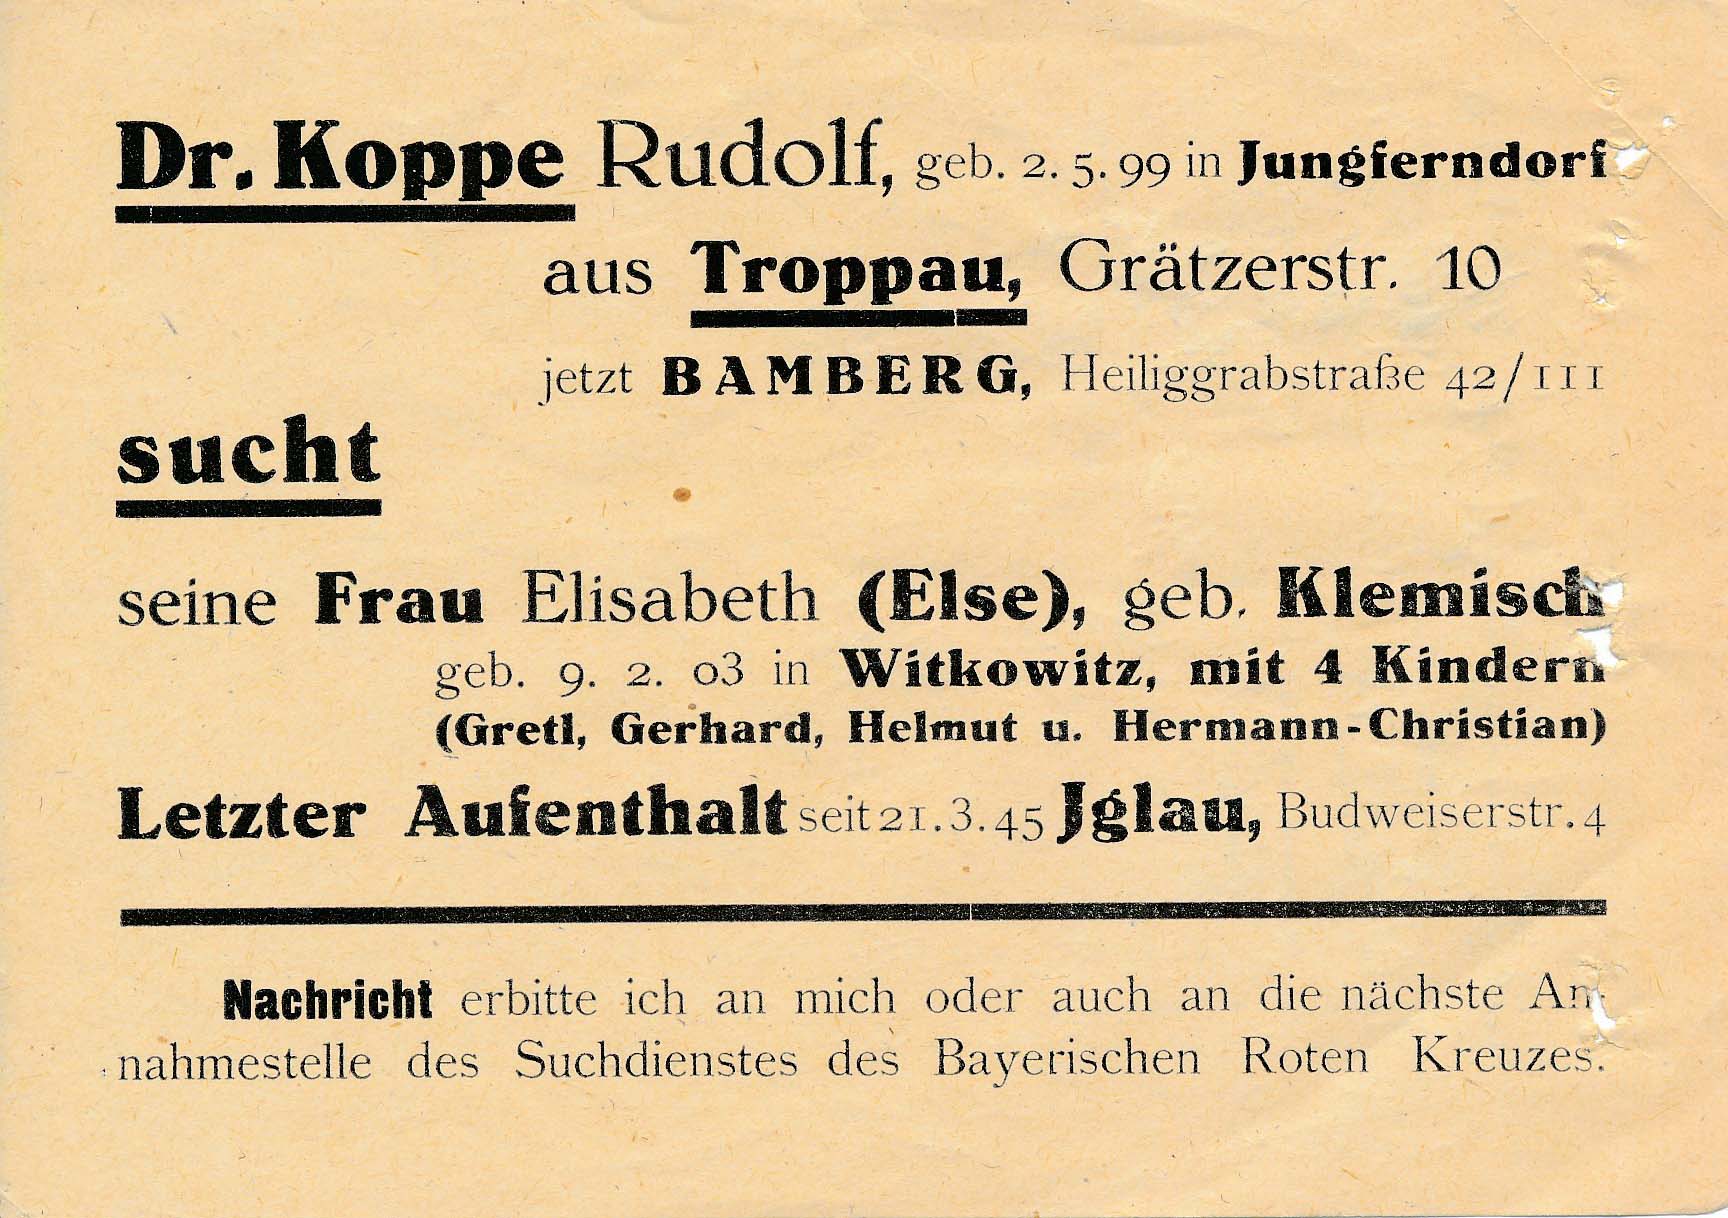 Dr. Koppe Rudolf, geb. 2. 5. 99 in Jungferndorf
aus Troppau, Grätzerstr. 10
jetzt BAMBERG, Heiliggrabstraße 42/III
sucht
seine Frau Elisabeth (Else), geb. Klemisch
geb. 9. 2. 03 in Witkowitz, mit 4 Kindern
(Gretl, Gerhard, Helmut u. Hermann-Christian)
Letzter Aufenthalt seit 21. 3. 45 Jglau, Budweiserstr. 4
Nachricht erbitte ich an mich oder auch an die nächste An-
nahmestelle des Suchdienstes des Bayerischen Roten Kreuzes.